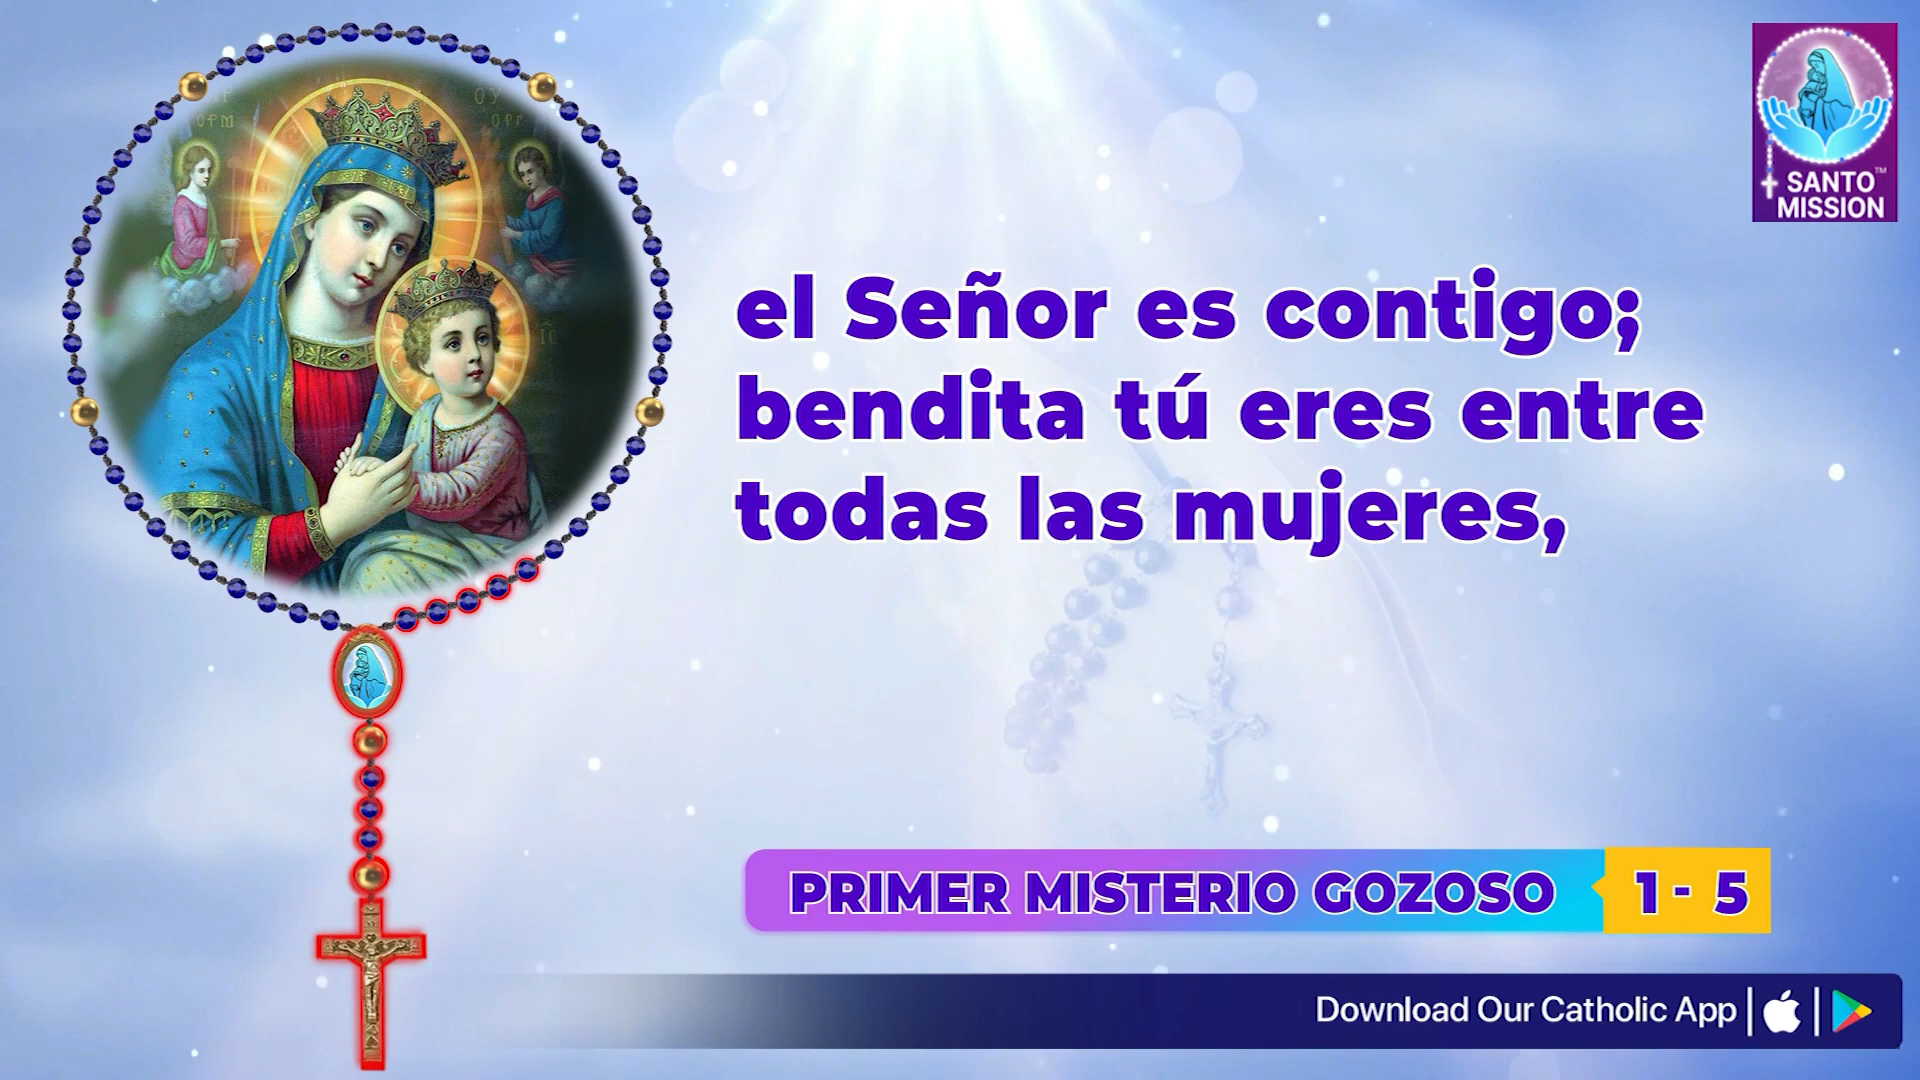 SANTO™
MISSION
el Señor es contigo;
bendita tú eres entre
todas las mujeres,
PRIMER MISTERIO GOZOSO 1 - 5
Download Our Catholic App